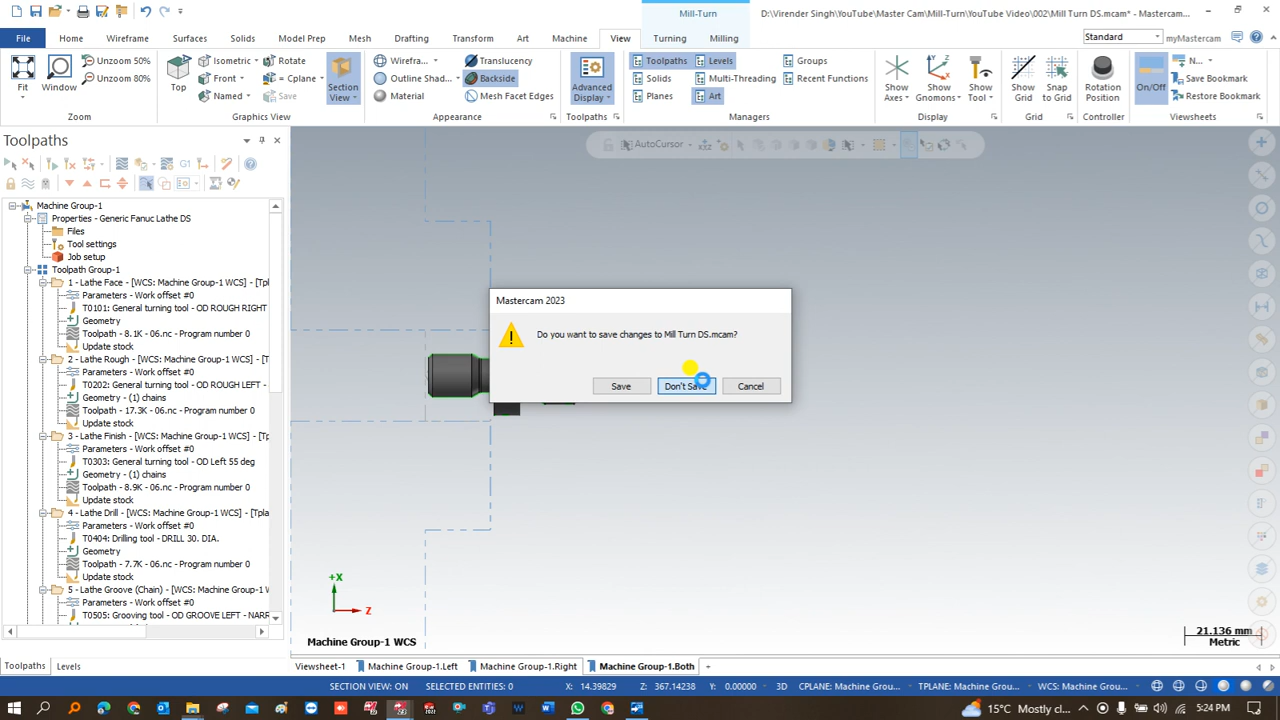 Mill-Turn
D:\Virender Singh\YouTube\Master Cam\Mill-Turn\YouTube Video\002\Mill Turn DS.mcam* - Mastercam...
File Home Wireframe Surfaces Solids Model Prep Mesh Drafting Transform Art Machine View Turning Milling
Standard
myMastercam
Fit
Window
Unzoom 50%
Unzoom 80%
Zoom
Top
Isometric
Front
Named
Rotate
= Cplane
Save
Section
View
Graphics View
Wirefra...
Outline Shad...
Material
Translucency
Backside
Mesh Facet Edges
Appearance
Advanced
Display
Toolpaths
Toolpaths
Solids
Planes
Levels
Multi-Threading
Art
Groups
Recent Functions
Managers
Show
Axes
Show
Gnomons
Show
Tool
Display
Show
Grid
Snap
to Grid
Grid
Rotation
Position
Controller
On/Off
N...
Save Bookmark
Restore Bookmark
Viewsheets
Toolpaths
AutoCursor
G1
Machine Group-1
Properties - Generic Fanuc Lathe DS
Files
Tool settings
Job setup
Toolpath Group-1
1 - Lathe Face - [WCS: Machine Group-1 WCS] - [Tpl
Parameters - Work offset #0
T0101: General turning tool - OD ROUGH RIGHT
Geometry
Toolpath - 8.1K - 06.nc - Program number 0
Update stock
2 - Lathe Rough - [WCS: Machine Group-1 WCS] - [T
Parameters - Work offset #0
T0202: General turning tool - OD ROUGH LEFT -
Geometry - (1) chains
Toolpath - 17.3K - 06.nc - Program number 0
Update stock
3 - Lathe Finish - [WCS: Machine Group-1 WCS] - [T
Parameters - Work offset #0
T0303: General turning tool - OD Left 55 deg
Geometry - (1) chains
Toolpath - 8.9K - 06.nc - Program number 0
Update stock
4 - Lathe Drill - [WCS: Machine Group-1 WCS] - [Tpla
Parameters - Work offset #0
T0404: Drilling tool - DRILL 30. DIA.
Geometry
Toolpath - 7.7K - 06.nc - Program number 0
Update stock
5 - Lathe Groove (Chain) - [WCS: Machine Group-1 W
Parameters - Work offset #0
T0505: Grooving tool - OD GROOVE LEFT - NARR
Mastercam 2023
Do you want to save changes to Mill Turn DS.mcam?
Save
Don't Save
Cancel
+X
Z
Machine Group-1 WCS
21.136 mm
Metric
Toolpaths Levels
Viewsheet-1 Machine Group-1.Left Machine Group-1.Right Machine Group-1.Both +
SECTION VIEW: ON SELECTED ENTITIES: 0 X: 14.39829 Z: 367.14238 Y: 0.00000 3D CPLANE: Machine Grou... TPLANE: Machine Grou... WCS: Machine Grou...
15°C Mostly cl... 5:24 PM